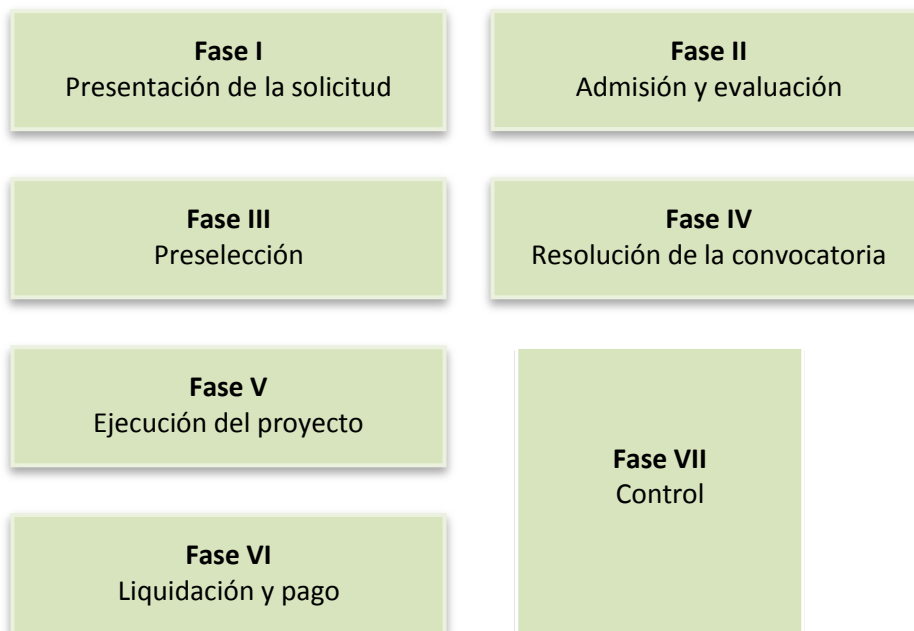 Fase I
Presentación de la solicitud
Fase II
Admisión y evaluación
Fase III
Preselección
Fase IV
Resolución de la convocatoria
Fase V
Ejecución del proyecto
Fase VI
Liquidación y pago
Fase VII
Control